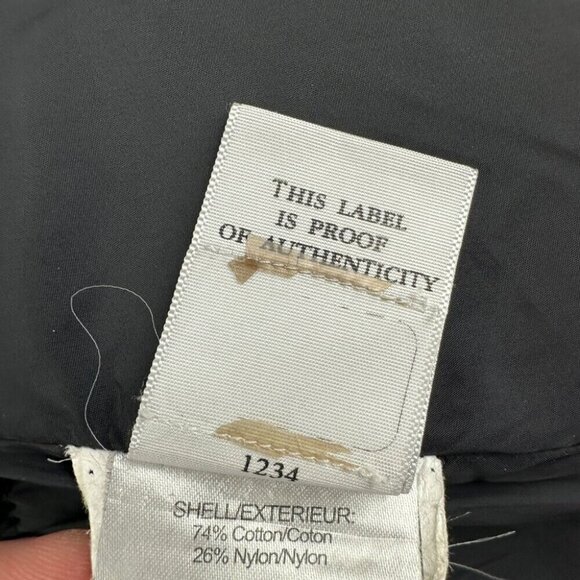 THIS LABEL
IS PROOF
OF AUTHENTICITY
1234
SHELL/EXTERIEUR:
74% Cotton/Coton
26% Nylon/Nylon